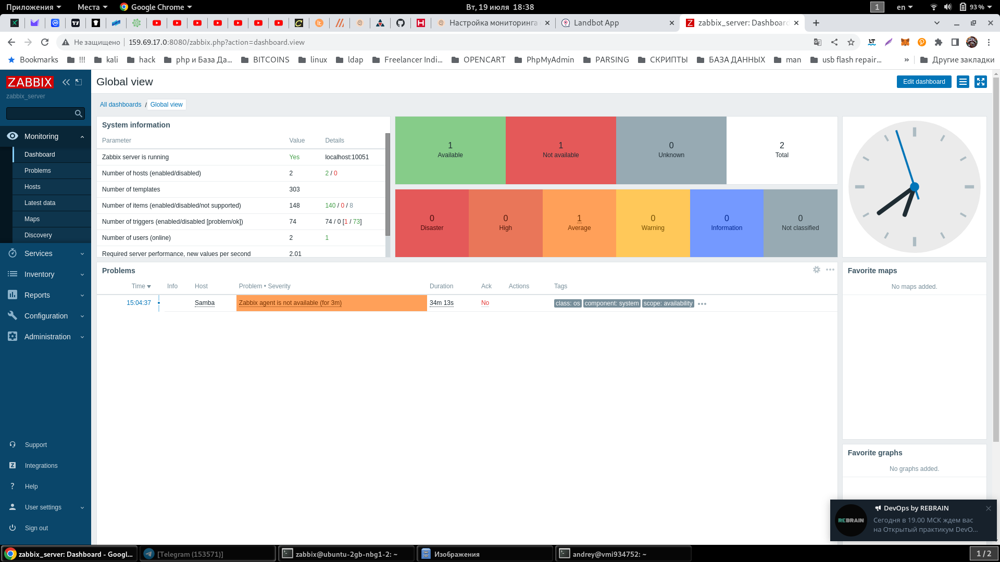 Приложения Места Google Chrome Вт, 19 июля 18:38 1 en 93 %
Настройка мониторинга Landbot App zabbix_server: Dashboard
Не защищено 159.69.17.0:8080/zabbix.php?action=dashboard.view
Bookmarks !!! kali hack php и База Да... BITCOINS linux ldap Freelancer Indi... OPENCART PhpMyAdmin PARSING СКРИПТЫ БАЗА ДАННЫХ man usb flash repair... » Другие закладки
ZABBIX
zabbix_server
Monitoring
Dashboard
Problems
Hosts
Latest data
Maps
Discovery
Services
Inventory
Reports
Configuration
Administration
Support
Integrations
Help
User settings
Sign out
Global view
Edit dashboard
All dashboards / Global view
System information
Parameter Value Details
Zabbix server is running Yes localhost:10051
Number of hosts (enabled/disabled) 2 2 / 0
Number of templates 303
Number of items (enabled/disabled/not supported) 148 140 / 0 / 8
Number of triggers (enabled/disabled [problem/ok]) 74 74 / 0 [1 / 73]
Number of users (online) 2 1
Required server performance, new values per second 2.01
1 1 0 2
Available Not available Unknown Total
0 0 1 0 0 0
Disaster High Average Warning Information Not classified
Problems
Time Info Host Problem • Severity Duration Ack Actions Tags
15:04:37 Samba Zabbix agent is not available (for 3m) 34m 13s No class: os component: system scope: availability
Favorite maps
No maps added.
Favorite graphs
No graphs added.
DevOps by REBRAIN
REBRAIN
Сегодня в 19.00 МСК ждем вас
на Открытый практикум DevO...
zabbix_server: Dashboard - Googl... [Telegram (153571)] zabbix@ubuntu-2gb-nbg1-2: ~ Изображения andrey@vmi934752: ~ 1 / 2